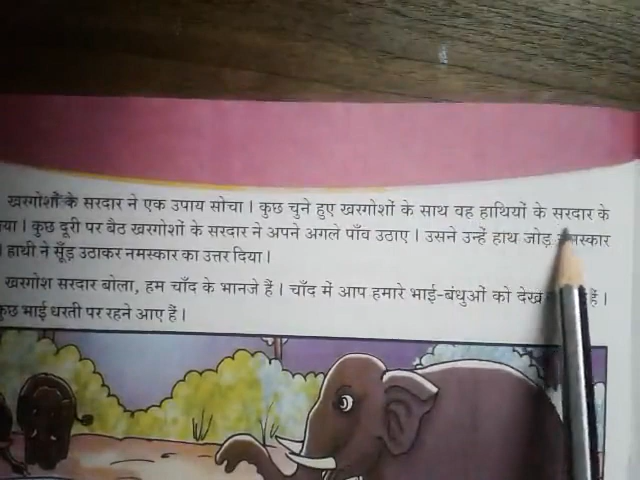 खरगोशों के सरदार ने एक उपाय सोचा । कुछ चुने हुए खरगोशों के साथ वह हाथियों के सरदार के
कुछ दूरी पर बैठ खरगोशों के सरदार ने अपने अगले पाँव उठाए । उसने उन्हें हाथ जोड़
हाथी ने सूँड़ उठाकर नमस्कार का उत्तर दिया ।
खरगोश सरदार बोला, हम चाँद के भानजे हैं । चाँद में आप हमारे भाई-बंधुओं को देख हैं ।
भाई धरती पर रहने आए हैं ।